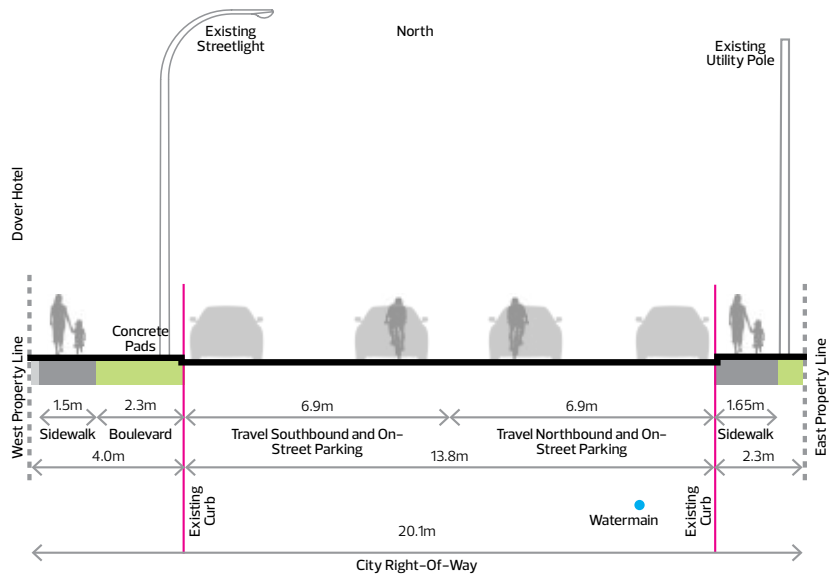 Existing
Streetlight
North
Existing
Utility Pole
Dover Hotel
West Property Line
Concrete
Pads
East Property Line
1.5m
2.3m
6.9m
6.9m
1.65m
Sidewalk
Boulevard
Travel Southbound and On-
Street Parking
Travel Northbound and On-
Street Parking
Sidewalk
4.0m
13.8m
2.3m
Existing
Curb
Watermain
Existing
Curb
20.1m
City Right-Of-Way